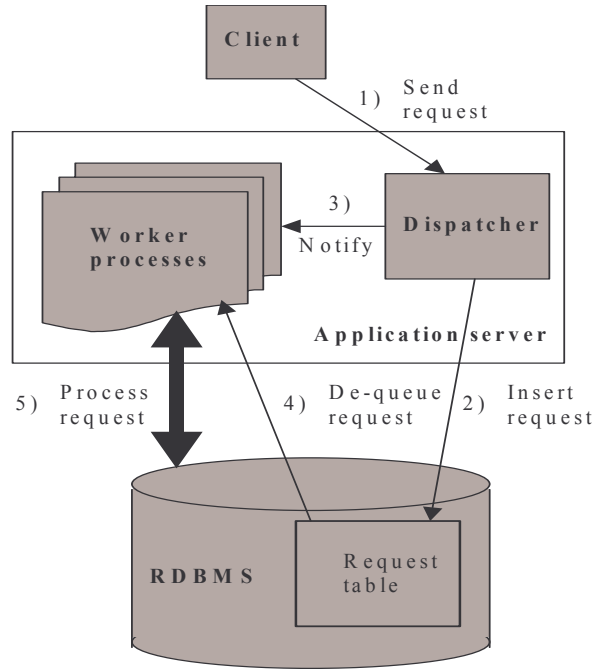 Client
1) Send
request
3)
Notify
Dispatcher
Worker
processes
Application server
5) Process
request
4) De-queue
request
2) Insert
request
RDBMS
Request
table